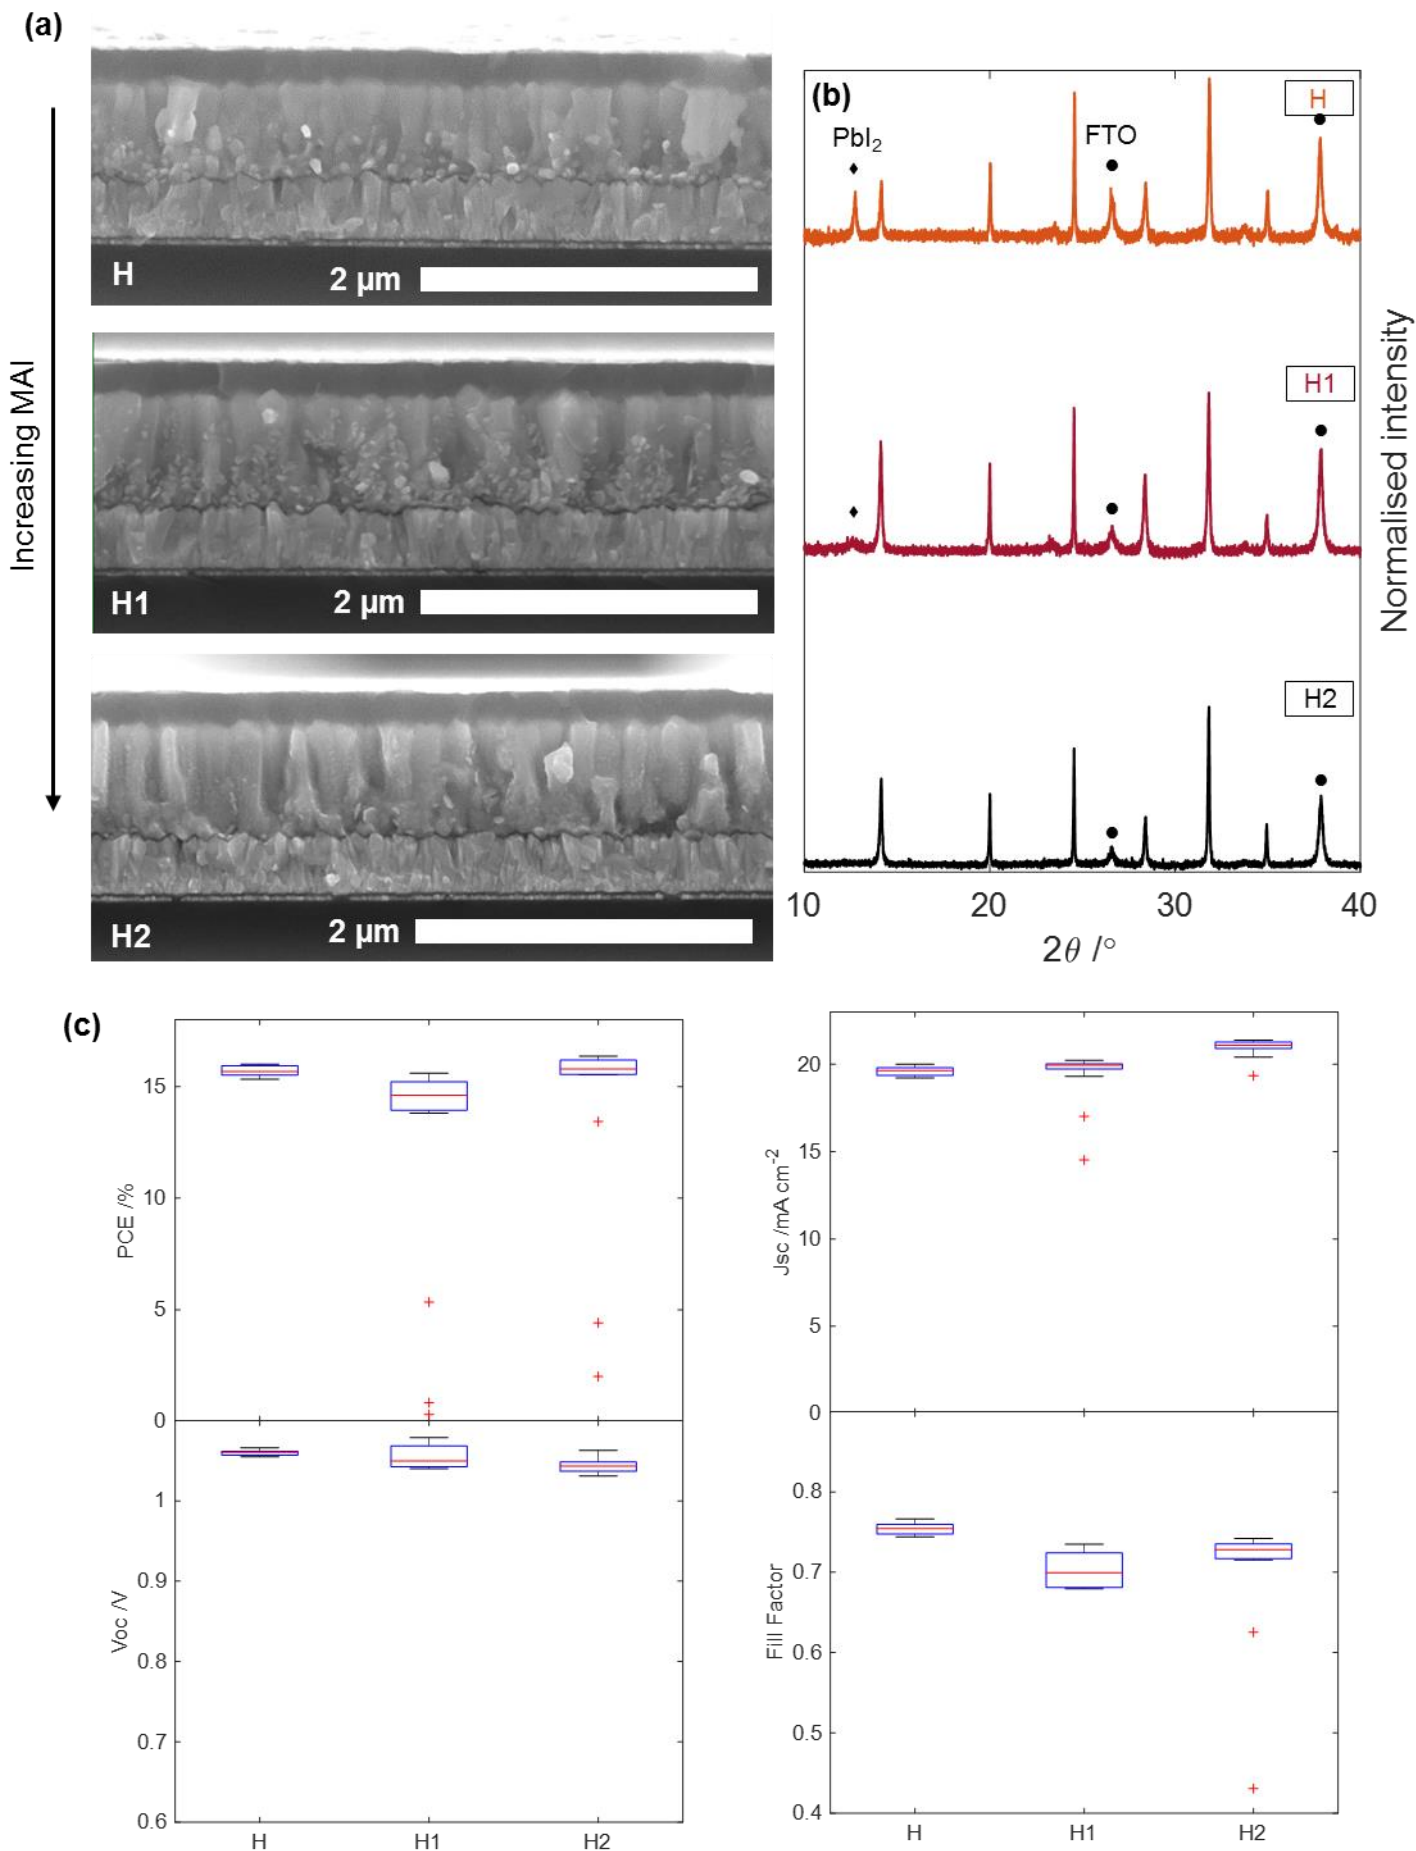 (a)
Increasing MAI
H
2 µm
H1
2 µm
H2
2 µm
(b)
H
PbI2
FTO
H1
H2
Normalised intensity
10 20 30 40
2θ /°
(c)
15
10
5
0
PCE /%
1
0.9
0.8
0.7
0.6
Voc /V
H H1 H2
20
15
10
5
0
Jsc /mA cm-2
0.8
0.7
0.6
0.5
0.4
Fill Factor
H H1 H2